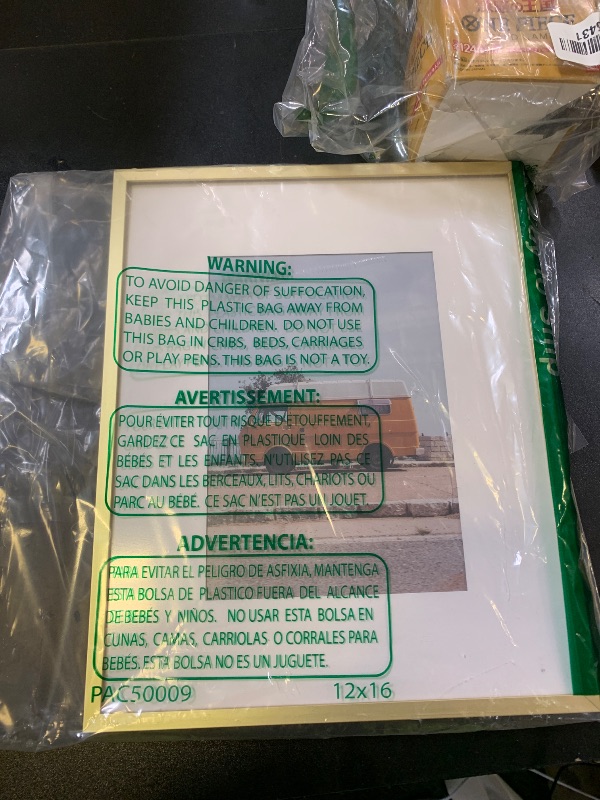 WARNING:
TO AVOID DANGER OF SUFFOCATION,
KEEP THIS PLASTIC BAG AWAY FROM
BABIES AND CHILDREN. DO NOT USE
THIS BAG IN CRIBS, BEDS, CARRIAGES
OR PLAY PENS. THIS BAG IS NOT A TOY.
AVERTISSEMENT:
POUR ÉVITER TOUT RISQUE D'ÉTOUFFEMENT,
GARDEZ CE SAC EN PLASTIQUE LOIN DES
BÉBÉS ET LES ENFANTS. N'UTILISEZ PAS CE
SAC DANS LES BERCEAUX, LITS, CHARIOTS OU
PARC AU BEBÉ. CE SAC N'EST PAS UN JOUET.
ADVERTENCIA:
PARA EVITAR EL PELIGRO DE ASFIXIA, MANTENGA
ESTA BOLSA DE PLASTICO FUERA DEL ALCANCE
DE BEBÉS Y NIÑOS. NO USAR ESTA BOLSA EN
CUNAS, CAMAS, CARRIOLAS O CORRALES PARA
BEBÉS. ESTA BOLSA NO ES UN JUGUETE.
PAC50009 12x16